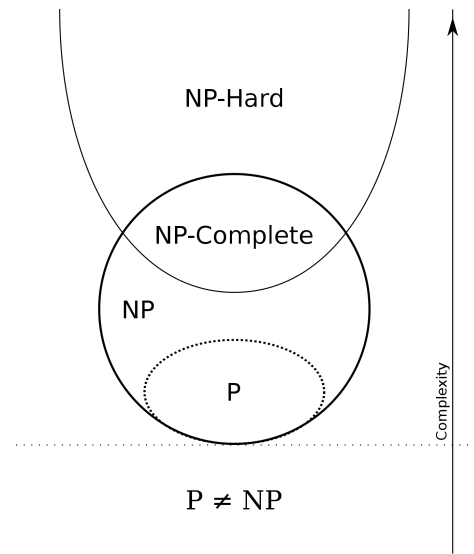 NP-Hard
NP-Complete
NP
P
Complexity
P ≠ NP